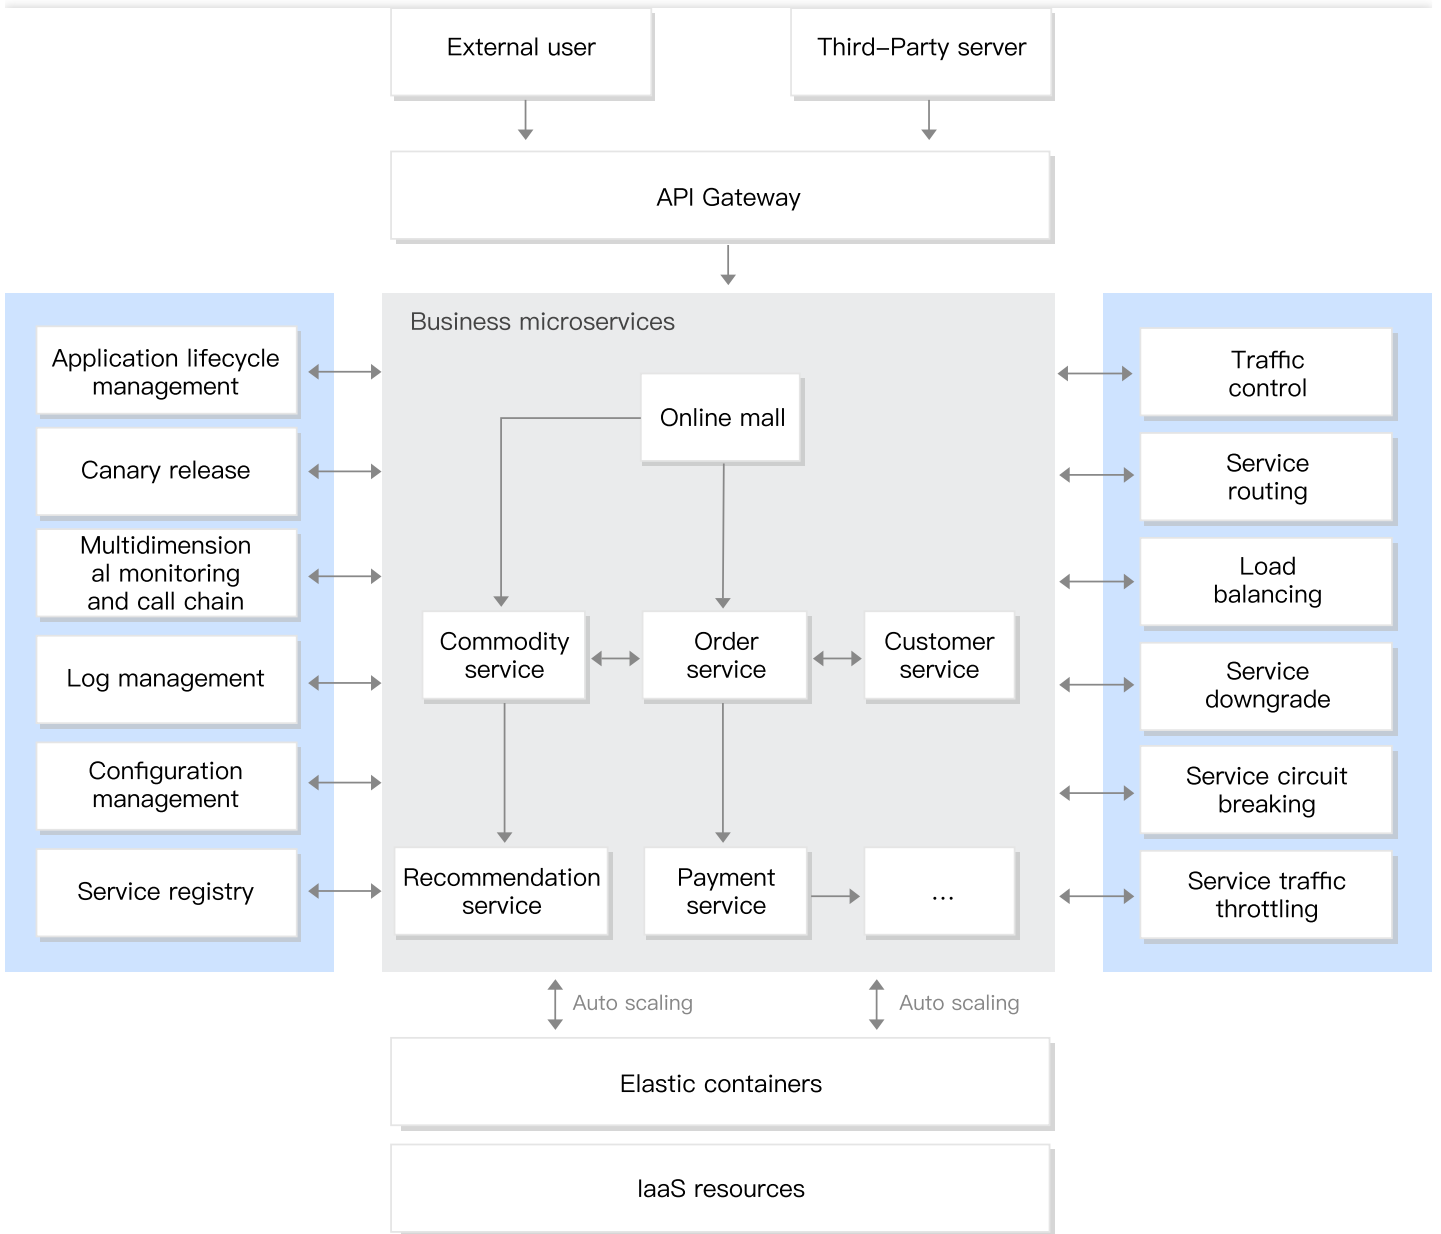 External user
Third-Party server
API Gateway
Application lifecycle
management
Canary release
Multidimension
al monitoring
and call chain
Log management
Configuration
management
Service registry
Business microservices
Online mall
Commodity
service
Order
service
Customer
service
Recommendation
service
Payment
service
...
Traffic
control
Service
routing
Load
balancing
Service
downgrade
Service circuit
breaking
Service traffic
throttling
Auto scaling
Auto scaling
Elastic containers
IaaS resources